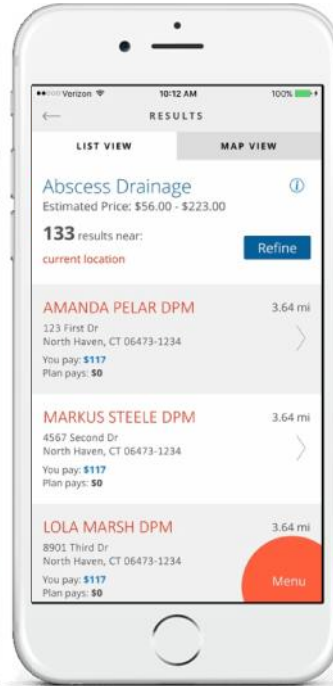 Verizon 10:12 AM 100%
RESULTS
LIST VIEW MAP VIEW
Abscess Drainage
Estimated Price: $56.00 - $223.00
133 results near:
current location
Refine
AMANDA PELAR DPM 3.64 mi
123 First Dr
North Haven, CT 06473-1234
You pay: $117
Plan pays: $0
MARKUS STEELE DPM 3.64 mi
4567 Second Dr
North Haven, CT 06473-1234
You pay: $117
Plan pays: $0
LOLA MARSH DPM 3.64 mi
8901 Third Dr
North Haven, CT 06473-1234
You pay: $117
Plan pays: $0
Menu